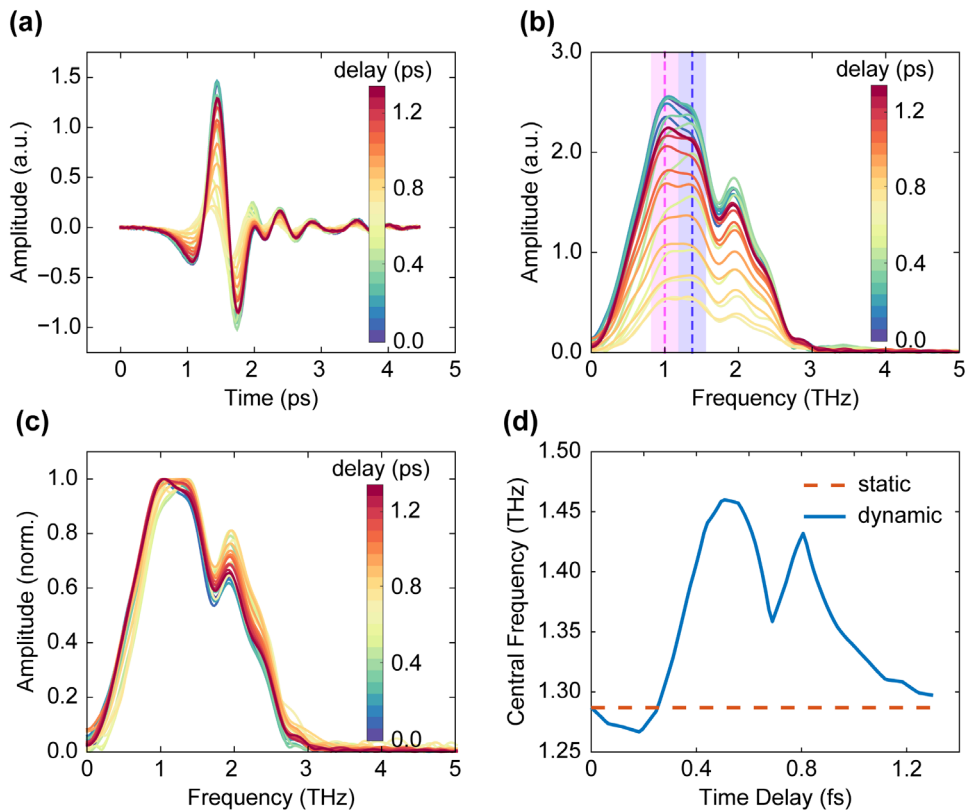 (a)
delay (ps)
1.5
1.0
0.5
0.0
−0.5
−1.0
1.2
0.8
0.4
0.0
Amplitude (a.u.)
0 1 2 3 4 5
Time (ps)
(b)
delay (ps)
3.0
2.0
1.0
0.0
1.2
0.8
0.4
0.0
Amplitude (a.u.)
0 1 2 3 4 5
Frequency (THz)
(c)
delay (ps)
1.0
0.8
0.6
0.4
0.2
0.0
1.2
0.8
0.4
0.0
Amplitude (norm.)
0 1 2 3 4 5
Frequency (THz)
(d)
1.50
1.45
1.40
1.35
1.30
1.25
static
dynamic
Central Frequency (THz)
0 0.4 0.8 1.2
Time Delay (fs)